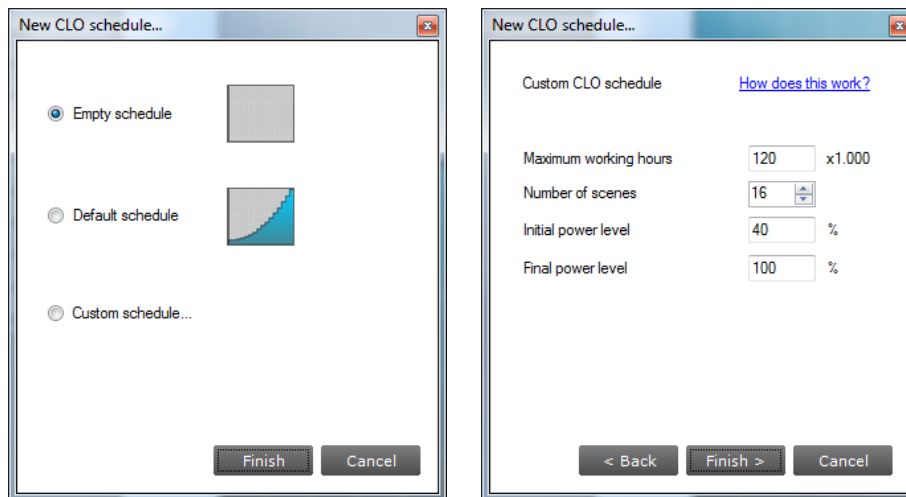 New CLO schedule...
Empty schedule
Default schedule
Custom schedule...
Finish Cancel
New CLO schedule...
Custom CLO schedule How does this work?
Maximum working hours 120 x1.000
Number of scenes 16
Initial power level 40 %
Final power level 100 %
< Back Finish > Cancel